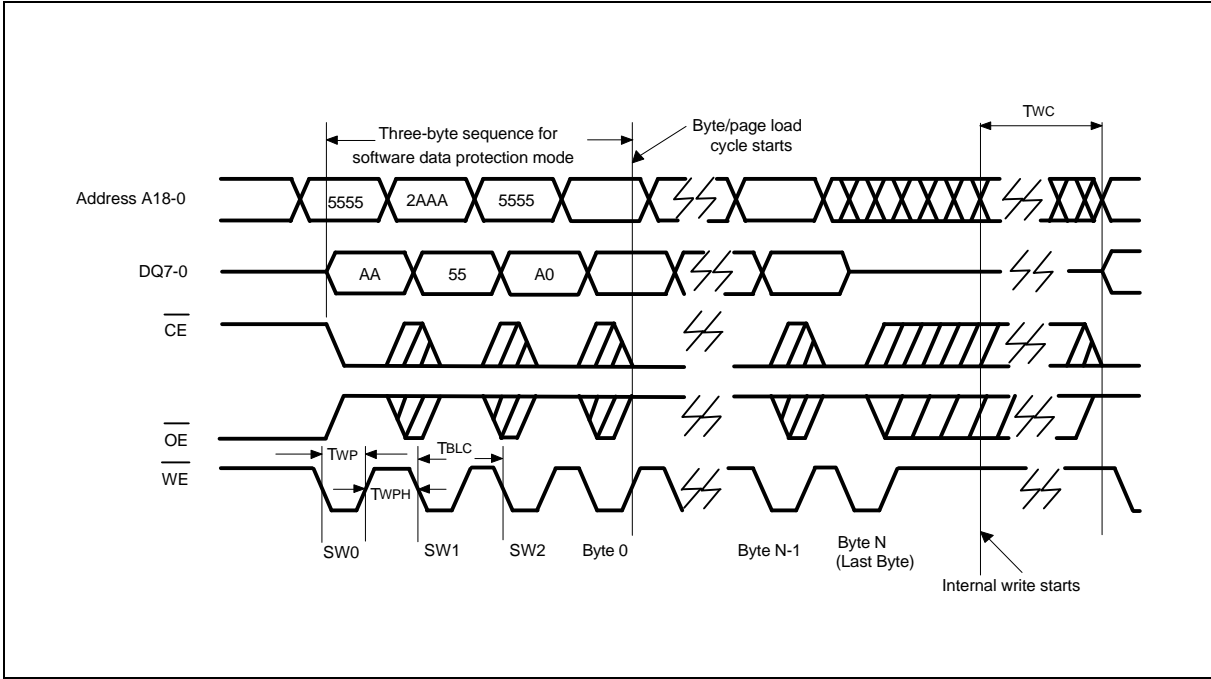 Three-byte sequence for
software data protection mode
Byte/page load
cycle starts
TWC
Address A18-0
5555
2AAA
5555
DQ7-0
AA
55
A0
CE
OE
WE
TWP
TBLC
TWPH
SW0
SW1
SW2
Byte 0
Byte N-1
Byte N
(Last Byte)
Internal write starts